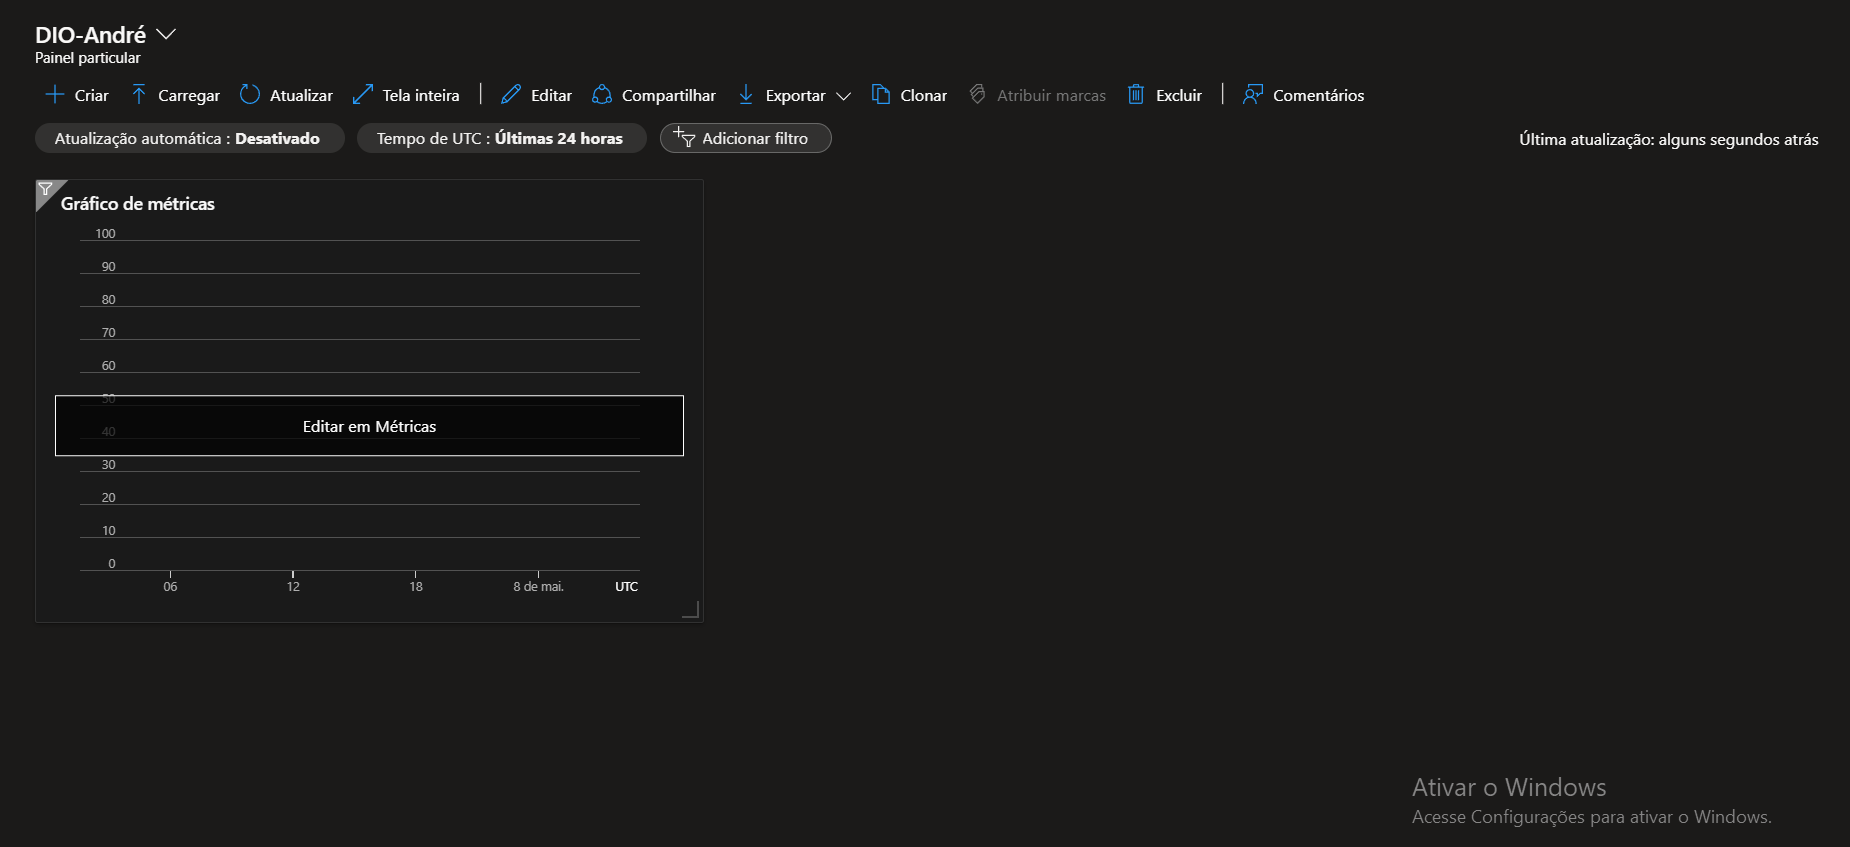 DIO-André
Painel particular
Criar Carregar Atualizar Tela inteira Editar Compartilhar Exportar Clonar Atribuir marcas Excluir Comentários
Atualização automática : Desativado Tempo de UTC : Últimas 24 horas Adicionar filtro Última atualização: alguns segundos atrás
Gráfico de métricas
100
90
80
70
60
50
Editar em Métricas
40
30
20
10
0
06 12 18 8 de mai. UTC
Ativar o Windows
Acesse Configurações para ativar o Windows.